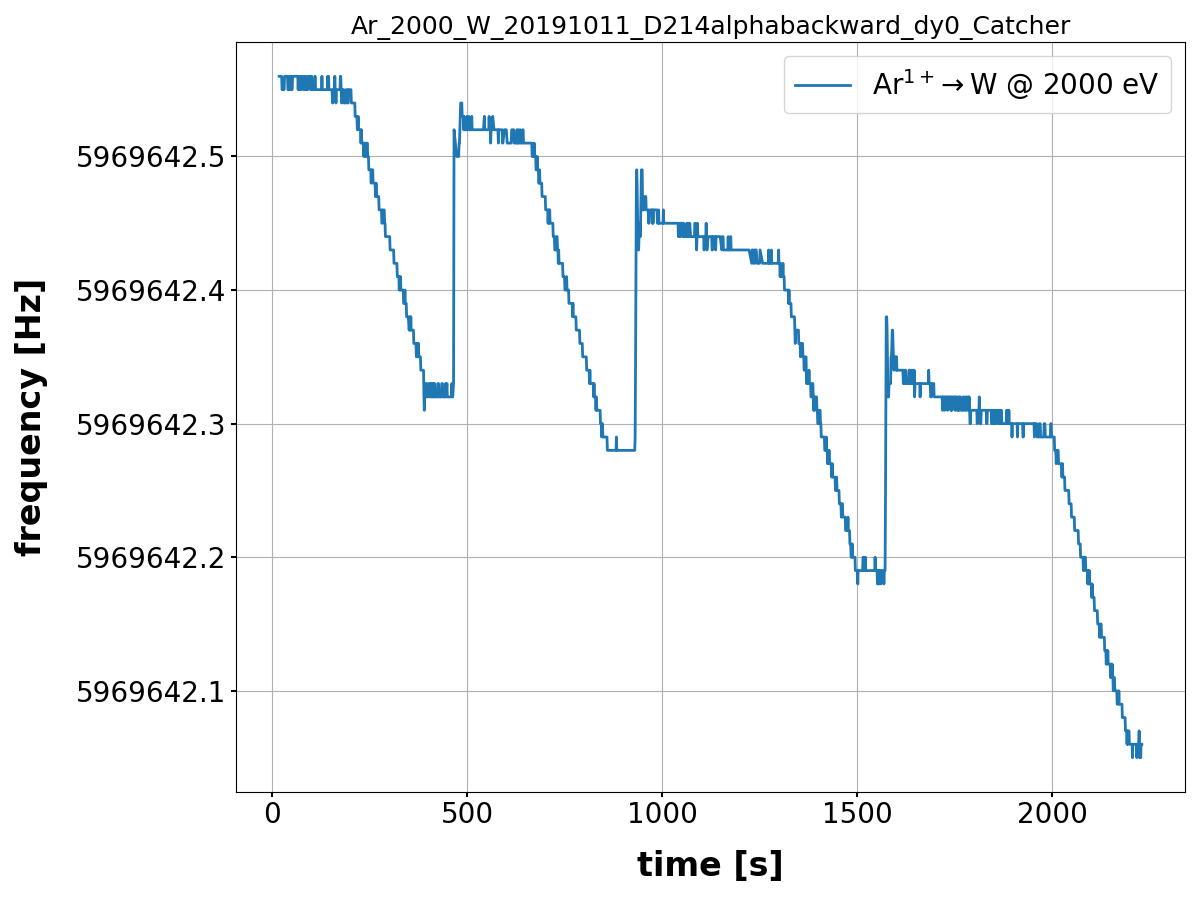 Ar_2000_W_20191011_D214alphabackward_dy0_Catcher
Ar¹⁺→W @ 2000 eV
frequency [Hz]
5969642.5
5969642.4
5969642.3
5969642.2
5969642.1
0 500 1000 1500 2000
time [s]